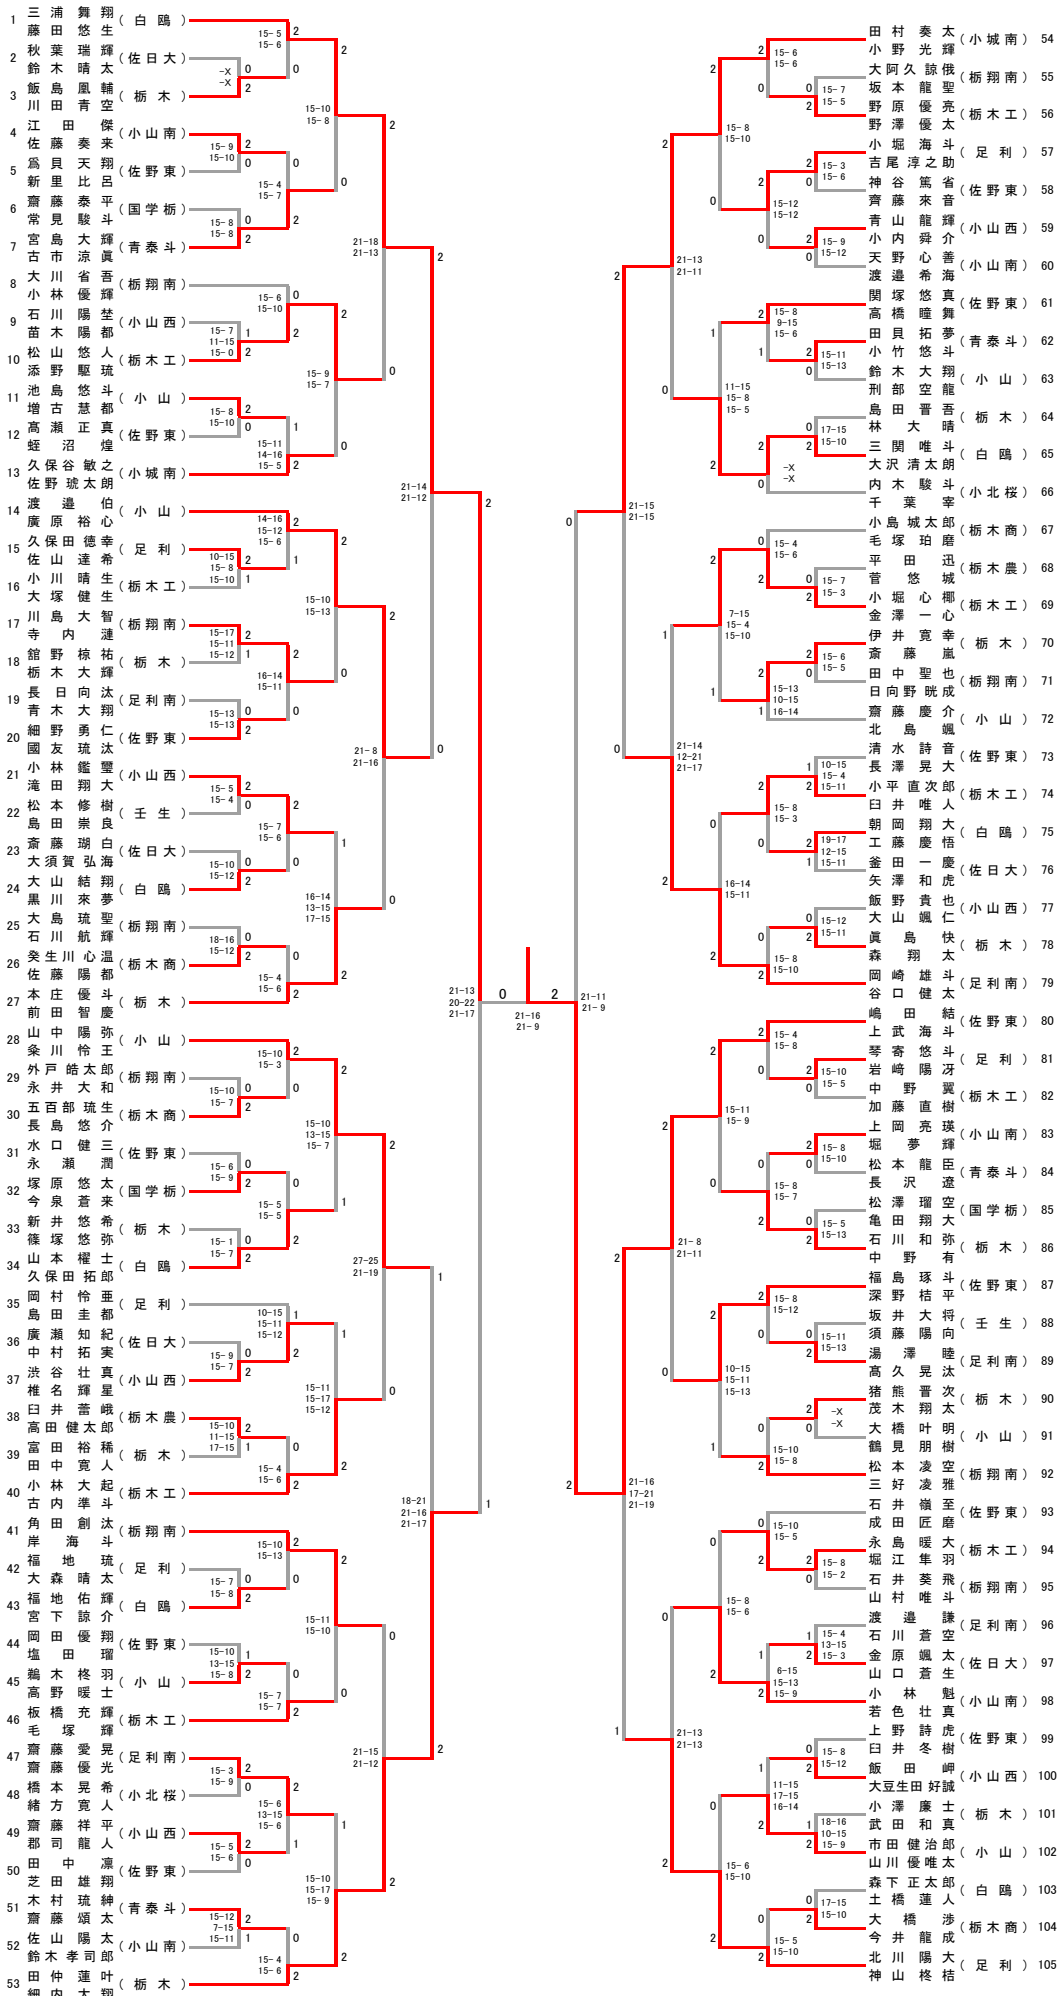 1 三浦舞翔 藤田悠生 (白鴎)
2 秋葉瑞輝 鈴木晴太 (佐日大)
3 飯島凰輔 川田青空 (栃木)
4 江田傑 佐藤奏来 (小山南)
5 爲貝天翔 新里比呂 (佐野東)
6 齋藤泰平 常見駿斗 (国学栃)
7 宮島大輝 古市涼眞 (青泰斗)
8 大川省吾 小林優輝 (栃翔南)
9 石川陽埜 苗木陽都 (小山西)
10 松山悠人 添野駆琉 (栃木工)
11 池島悠斗 増古慧都 (小山)
12 髙瀬正真 蛭沼煌 (佐野東)
13 久保谷敏之 佐野琥太朗 (小城南)
14 渡邉伯 廣原裕心 (小山)
15 久保田徳幸 佐山達希 (足利)
16 小川晴生 大塚健生 (栃木工)
17 川島大智 寺内漣 (栃翔南)
18 舘野椋祐 栃木大輝 (栃木)
19 長日向汰 青木大翔 (足利南)
20 細野勇仁 國友琉汰 (佐野東)
21 小林鑑璽 滝田翔大 (小山西)
22 松本修樹 島田崇良 (壬生)
23 斎藤瑚白 大須賀弘海 (佐日大)
24 大山結翔 黒川來夢 (白鴎)
25 大島琉聖 石川航輝 (栃翔南)
26 癸生川心温 佐藤陽都 (栃木商)
27 本庄優斗 前田智慶 (栃木)
28 山中陽弥 粂川怜王 (小山)
29 外戸皓太郎 永井大和 (栃翔南)
30 五百部琉生 長島悠介 (栃木商)
31 水口健三 永瀬潤 (佐野東)
32 塚原悠太 今泉蒼来 (国学栃)
33 新井悠希 篠塚悠弥 (栃木)
34 山本櫂士 久保田拓郎 (白鴎)
35 岡村怜亜 島田圭都 (足利)
36 廣瀬知紀 中村拓実 (佐日大)
37 渋谷壮真 椎名輝星 (小山西)
38 臼井蕾峨 高田健太郎 (栃木農)
39 富田裕稀 田中寛人 (栃木)
40 小林大起 古内準斗 (栃木工)
41 角田創汰 岸海斗 (栃翔南)
42 福地琉 大森晴太 (足利)
43 福地佑輝 宮下諒介 (白鴎)
44 岡田優翔 塩田瑠 (佐野東)
45 鵜木柊羽 高野暖士 (小山)
46 板橋充輝 毛塚輝 (栃木工)
47 齋藤愛晃 齋藤優光 (足利南)
48 橋本晃希 緒方寛人 (小北桜)
49 齋藤祥平 郡司龍人 (小山西)
50 田中凛 芝田雄翔 (佐野東)
51 木村琉紳 齋藤頌太 (青泰斗)
52 佐山陽太 鈴木孝司郎 (小山南)
53 田仲蓮叶 細内大翔 (栃木)
21-13
20-22
21-17
0 2
21-16
21-9
21-11
21-9
田村奏太 小野光輝 (小城南) 54
大阿久諒俄 坂本龍聖 (栃翔南) 55
野原優亮 野澤優太 (栃木工) 56
小堀海斗 吉尾淳之助 (足利) 57
神谷篤省 齊藤來音 (佐野東) 58
青山龍輝 小内舜介 (小山西) 59
天野心善 渡邉希海 (小山南) 60
関塚悠真 高橋瞳舞 (佐野東) 61
田貝拓夢 小竹悠斗 (青泰斗) 62
鈴木大翔 刑部空龍 (小山) 63
島田晋吾 林大晴 (栃木) 64
三関唯斗 大沢清太朗 (白鴎) 65
内木駿斗 千葉宰 (小北桜) 66
小島城太郎 毛塚珀磨 (栃木商) 67
平田迅 菅悠城 (栃木農) 68
小堀心椰 金澤一心 (栃木工) 69
伊井寛幸 斎藤嵐 (栃木) 70
田中聖也 日向野晄成 (栃翔南) 71
齋藤慶介 北島颯 (小山) 72
清水詩音 長澤晃大 (佐野東) 73
小平直次郎 臼井唯人 (栃木工) 74
朝岡翔大 工藤慶悟 (白鴎) 75
釜田一慶 矢澤和虎 (佐日大) 76
飯野貴也 大山颯仁 (小山西) 77
眞島快 森翔太 (栃木) 78
岡崎雄斗 谷口健太 (足利南) 79
嶋田結 上武海斗 (佐野東) 80
琴寄悠斗 岩﨑陽冴 (足利) 81
中野翼 加藤直樹 (栃木工) 82
上岡亮瑛 堀夢輝 (小山南) 83
松本龍臣 長沢遼 (青泰斗) 84
松澤瑠空 亀田翔大 (国学栃) 85
石川和弥 中野有 (栃木) 86
福島琢斗 深野桔平 (佐野東) 87
坂井大将 須藤陽向 (壬生) 88
湯澤睦 髙久晃汰 (足利南) 89
猪熊晋次 茂木翔太 (栃木) 90
大橋叶明 鶴見朋樹 (小山) 91
松本凌空 三好凌雅 (栃翔南) 92
石井嶺至 成田匠磨 (佐野東) 93
永島暖大 堀江隼羽 (栃木工) 94
石井葵飛 山村唯斗 (栃翔南) 95
渡邉謙 石川蒼空 (足利南) 96
金原颯太 山口蒼生 (佐日大) 97
小林魁 若色壮真 (小山南) 98
上野詩虎 臼井冬樹 (佐野東) 99
飯田岬 大豆生田好誠 (小山西) 100
小澤廉士 武田和真 (栃木) 101
市田健治郎 山川優唯太 (小山) 102
森下正太郎 土橋蓮人 (白鴎) 103
大橋渉 今井龍成 (栃木商) 104
北川陽大 神山柊桔 (足利) 105